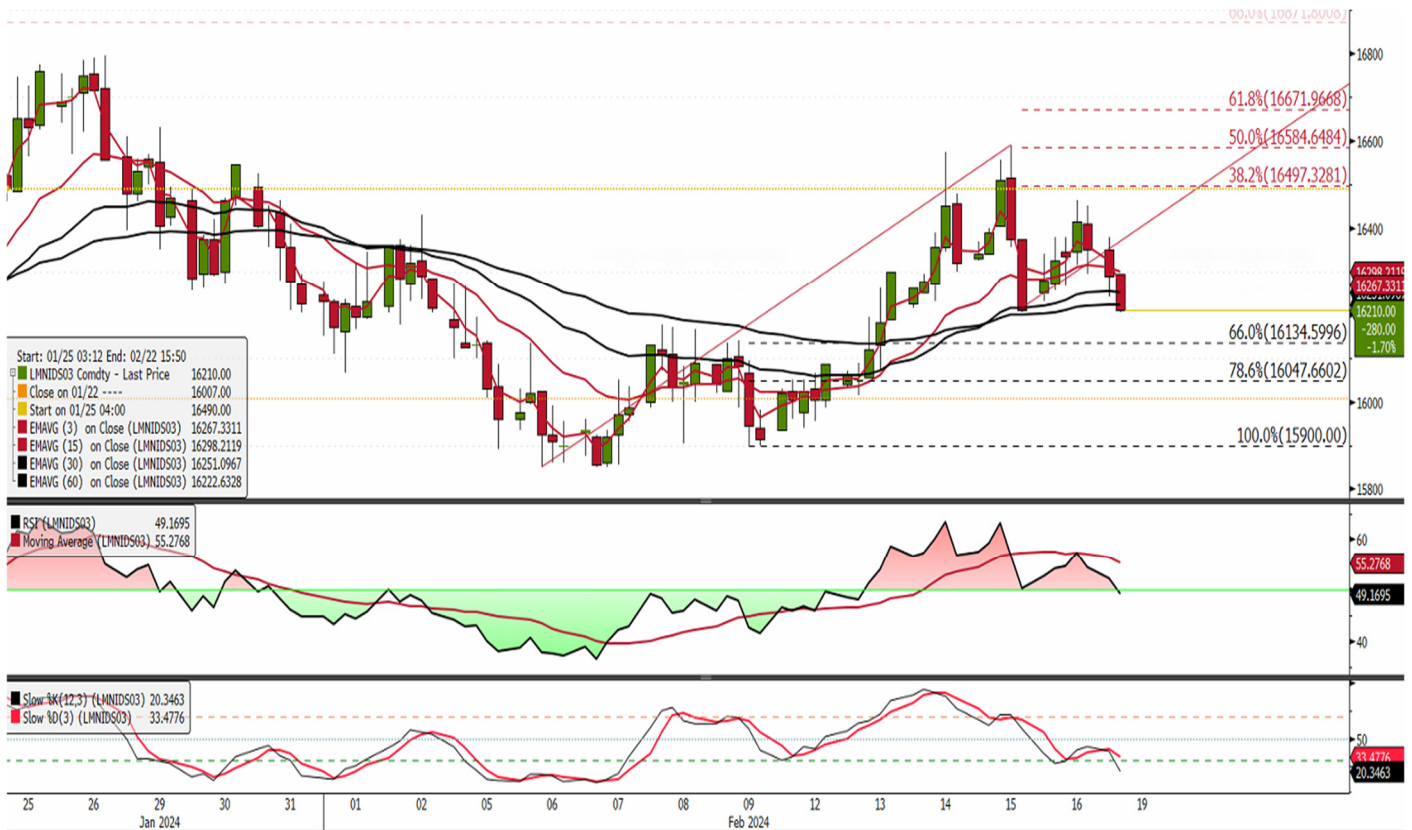 66.0%(16871.8008)
16800
61.8%(16671.9668)
50.0%(16584.6484)
16600
38.2%(16497.3281)
16400
16298.2119
16267.3311
16251.0967
16210.00
-280.00
-1.70%
66.0%(16134.5996)
78.6%(16047.6602)
16000
100.0%(15900.00)
15800
Start: 01/25 03:12 End: 02/22 15:50
LMNIDS03 Comdty - Last Price 16210.00
Close on 01/22 ---- 16007.00
Start on 01/25 04:00 16490.00
EMAVG (3) on Close (LMNIDS03) 16267.3311
EMAVG (15) on Close (LMNIDS03) 16298.2119
EMAVG (30) on Close (LMNIDS03) 16251.0967
EMAVG (60) on Close (LMNIDS03) 16222.6328
RSI (LMNIDS03) 49.1695
Moving Average (LMNIDS03) 55.2768
60
55.2768
49.1695
40
Slow %K(12,3) (LMNIDS03) 20.3463
Slow %D(3) (LMNIDS03) 33.4776
50
33.4776
20.3463
25 26 29 30 31 01 02 05 06 07 08 09 12 13 14 15 16 19
Jan 2024 Feb 2024